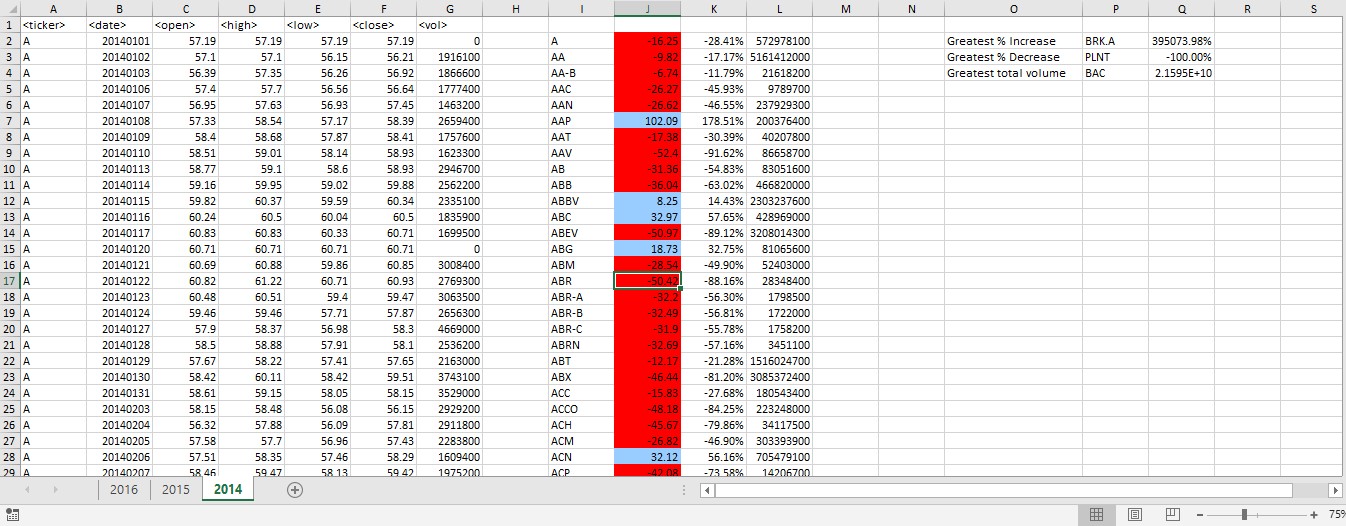 A B C D E F G H I J K L M N O P Q R S
1 <ticker> <date> <open> <high> <low> <close> <vol>
2 A 20140101 57.19 57.19 57.19 57.19 0 A -16.25 -28.41% 572978100 Greatest % Increase BRK.A 395073.98%
3 A 20140102 57.1 57.1 56.15 56.21 1916100 AA -9.82 -17.17% 5161412000 Greatest % Decrease PLNT -100.00%
4 A 20140103 56.39 57.35 56.26 56.92 1866600 AA-B -6.74 -11.79% 21618200 Greatest total volume BAC 2.1595E+10
5 A 20140106 57.4 57.7 56.56 56.64 1777400 AAC -26.27 -45.93% 9789700
6 A 20140107 56.95 57.63 56.93 57.45 1463200 AAN -26.62 -46.55% 237929300
7 A 20140108 57.33 58.54 57.17 58.39 2659400 AAP 102.09 178.51% 200376400
8 A 20140109 58.4 58.68 57.87 58.41 1757600 AAT -17.38 -30.39% 40207800
9 A 20140110 58.51 59.01 58.14 58.93 1623300 AAV -52.4 -91.62% 86658700
10 A 20140113 58.77 59.1 58.6 58.93 2946700 AB -31.36 -54.83% 83051600
11 A 20140114 59.16 59.95 59.02 59.88 2562200 ABB -36.04 -63.02% 466820000
12 A 20140115 59.82 60.37 59.59 60.34 2335100 ABBV 8.25 14.43% 2303237600
13 A 20140116 60.24 60.5 60.04 60.5 1835900 ABC 32.97 57.65% 428969000
14 A 20140117 60.83 60.83 60.33 60.71 1699500 ABEV -50.97 -89.12% 3208014300
15 A 20140120 60.71 60.71 60.71 60.71 0 ABG 18.73 32.75% 81065600
16 A 20140121 60.69 60.88 59.86 60.85 3008400 ABM -28.54 -49.90% 52403000
17 A 20140122 60.82 61.22 60.71 60.93 2769300 ABR -50.42 -88.16% 28348400
18 A 20140123 60.48 60.51 59.4 59.47 3063500 ABR-A -32.2 -56.30% 1798500
19 A 20140124 59.46 59.46 57.71 57.87 2656300 ABR-B -32.49 -56.81% 1722000
20 A 20140127 57.9 58.37 56.98 58.3 4669000 ABR-C -31.9 -55.78% 1758200
21 A 20140128 58.5 58.88 57.91 58.1 2536200 ABRN -32.69 -57.16% 3451100
22 A 20140129 57.67 58.22 57.41 57.65 2163000 ABT -12.17 -21.28% 1516024700
23 A 20140130 58.42 60.11 58.42 59.51 3743100 ABX -46.44 -81.20% 3085372400
24 A 20140131 58.61 59.15 58.05 58.15 3529000 ACC -15.83 -27.68% 180543400
25 A 20140203 58.15 58.48 56.08 56.15 2929200 ACCO -48.18 -84.25% 223248000
26 A 20140204 56.32 57.88 56.09 57.81 2911800 ACH -45.67 -79.86% 34117500
27 A 20140205 57.58 57.7 56.96 57.43 2283800 ACM -26.82 -46.90% 303393900
28 A 20140206 57.51 58.35 57.46 58.29 1609400 ACN 32.12 56.16% 705479100
29 A 20140207 58.46 59.47 58.13 59.42 1975200 ACP -42.08 -73.58% 14206700
2016 2015 2014
75%